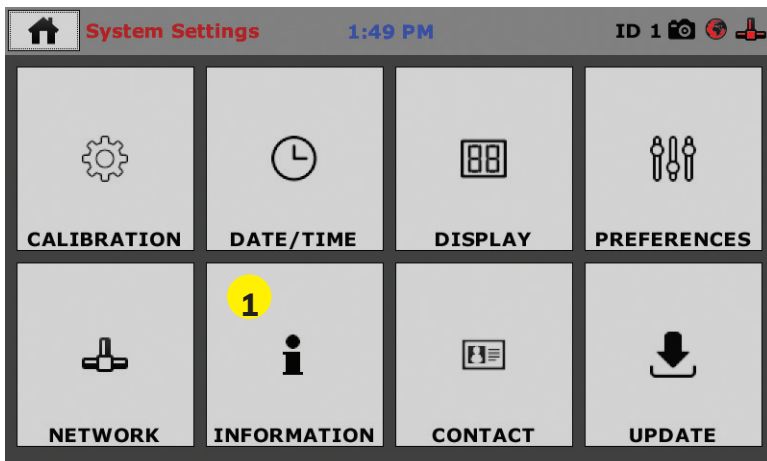 System Settings 1:49 PM ID 1
CALIBRATION DATE/TIME DISPLAY PREFERENCES
1
NETWORK INFORMATION CONTACT UPDATE